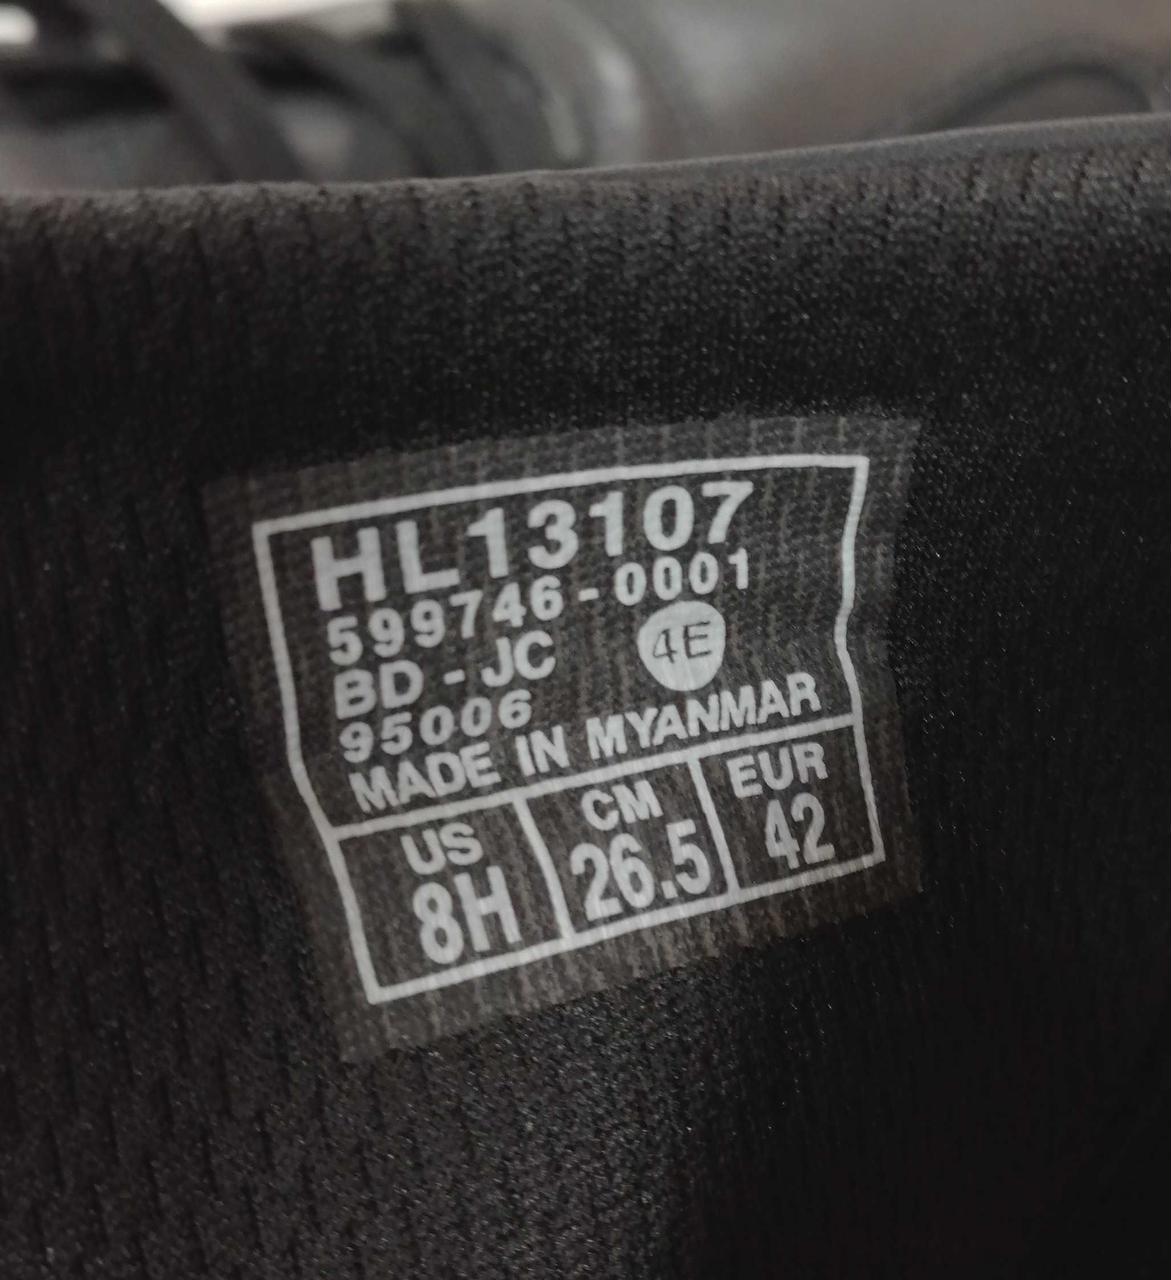 HL13107
599746-0001
BD-JC 4E
95006
MADE IN MYANMAR
US CM EUR
8H 26.5 42